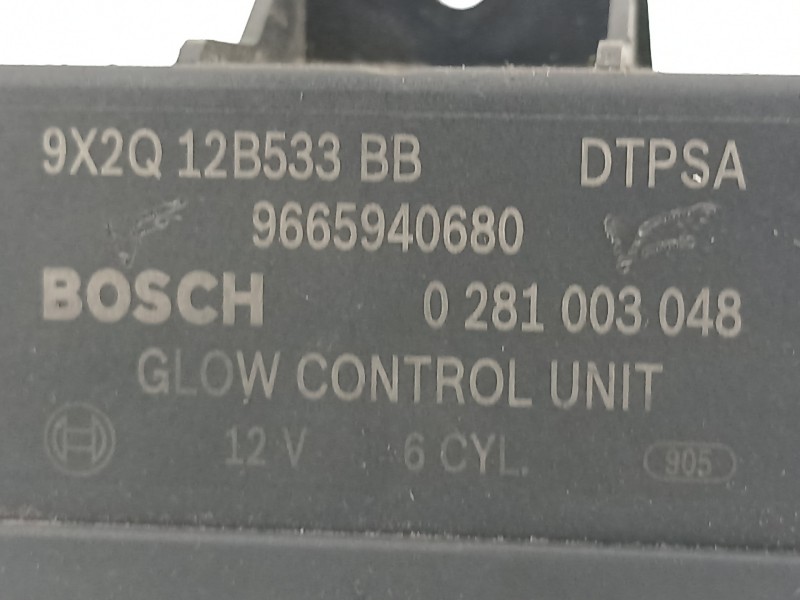 9X2Q 12B533 BB DTPSA
9665940680
BOSCH 0 281 003 048
GLOW CONTROL UNIT
12 V 6 CYL. 905